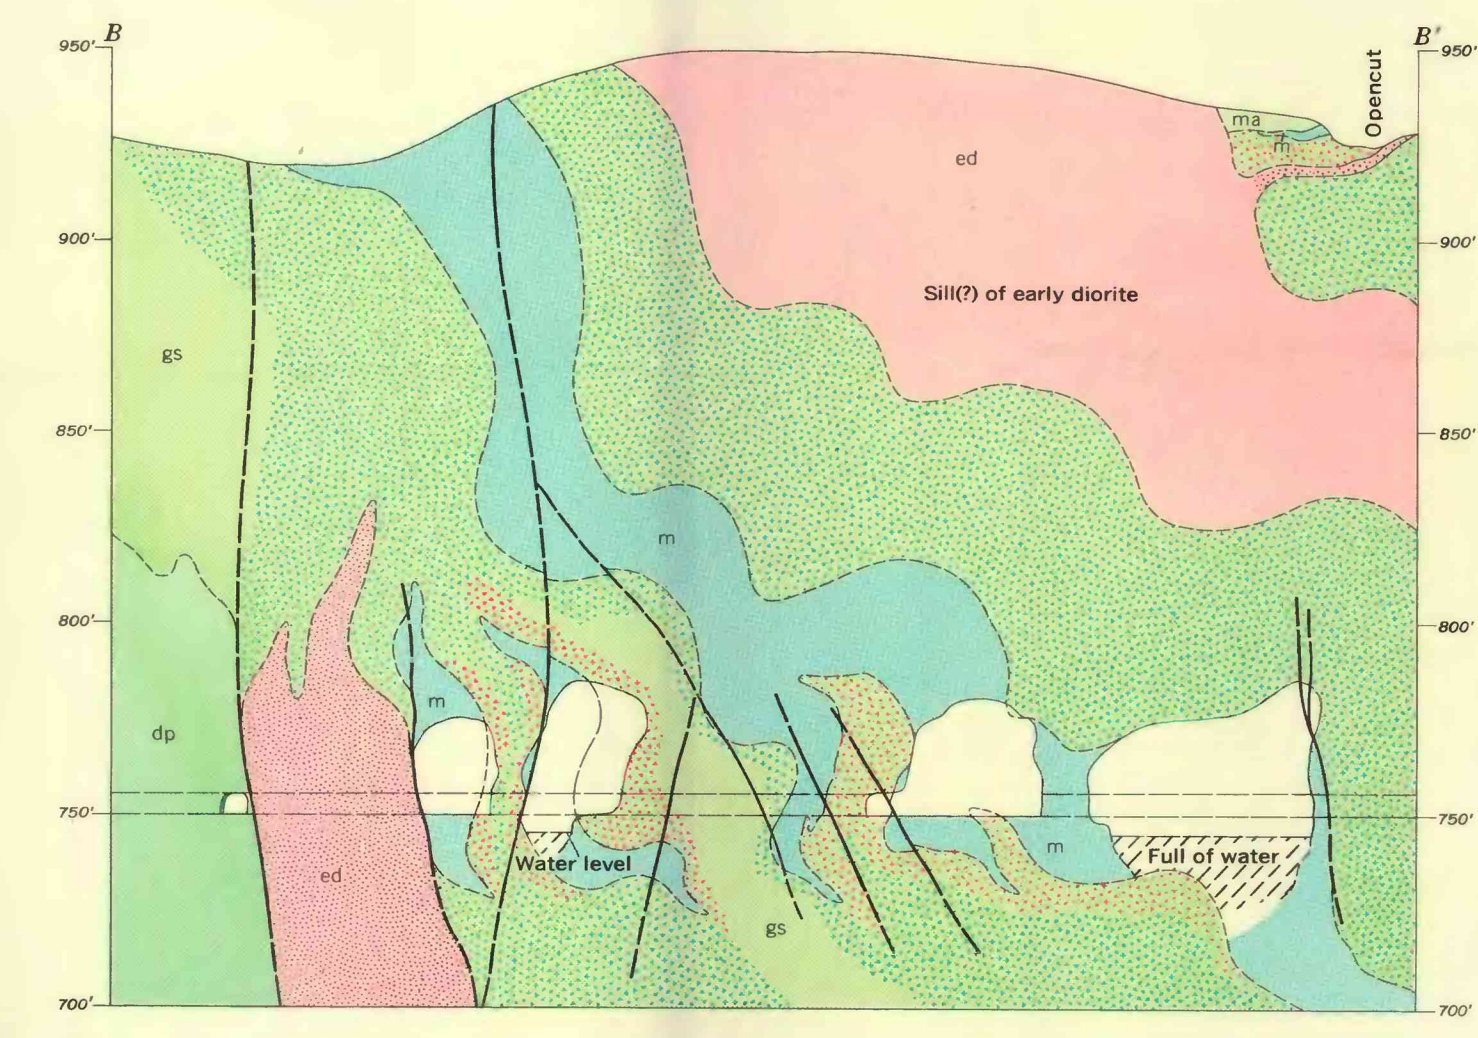 B
B'
950'
950'
Opencut
ma
m
ed
900'
900'
Sill(?) of early diorite
gs
850'
850'
m
800'
800'
m
dp
750'
750'
Water level
m
Full of water
ed
gs
700'
700'